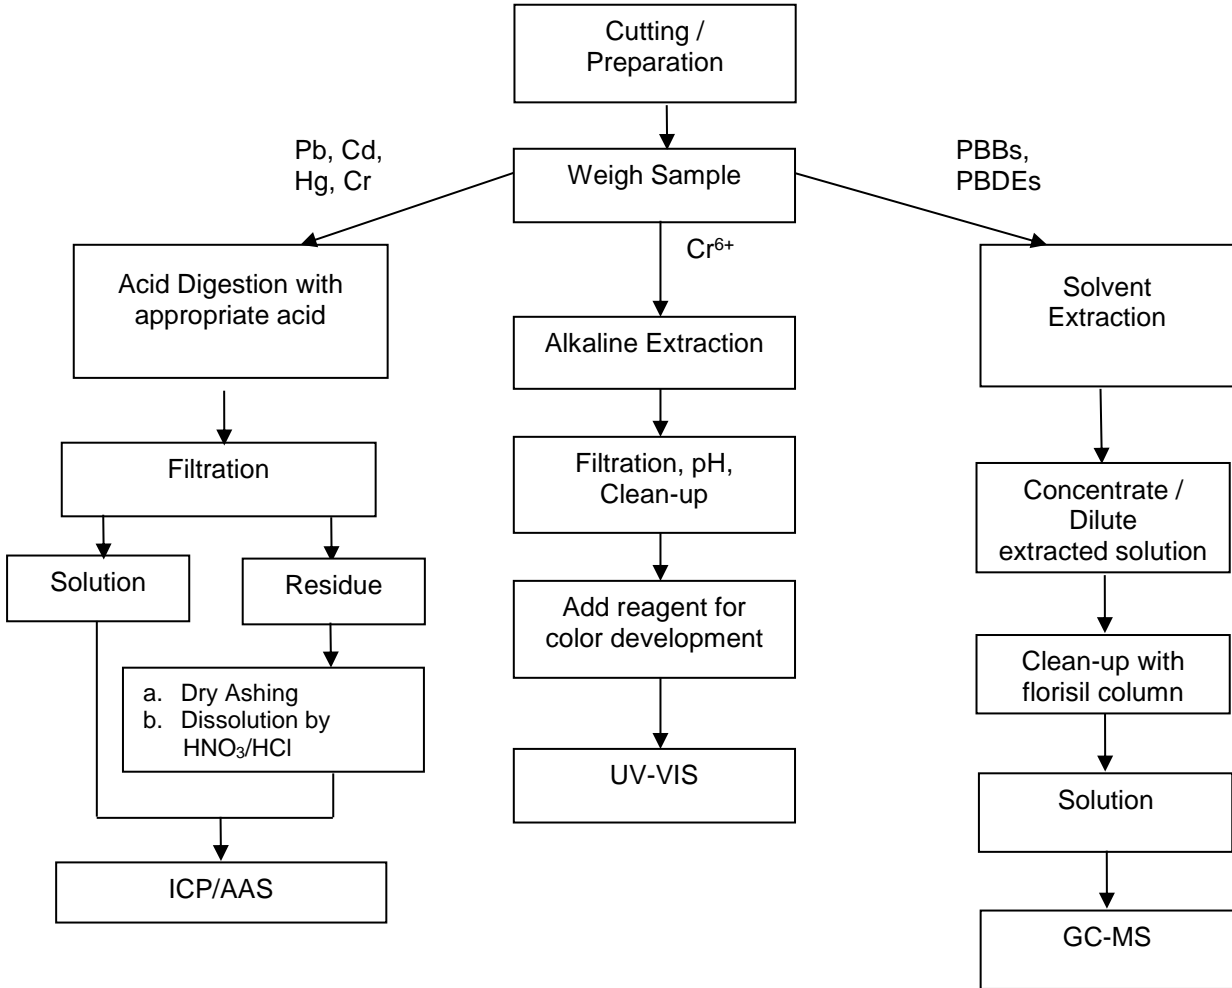 Cutting /
Preparation
Pb, Cd,
Hg, Cr
Weigh Sample
PBBs,
PBDEs
Cr⁶⁺
Acid Digestion with
appropriate acid
Solvent
Extraction
Alkaline Extraction
Filtration
Filtration, pH,
Clean-up
Concentrate /
Dilute
extracted solution
Solution
Residue
Add reagent for
color development
Clean-up with
florisil column
a. Dry Ashing
b. Dissolution by
HNO₃/HCl
UV-VIS
Solution
ICP/AAS
GC-MS